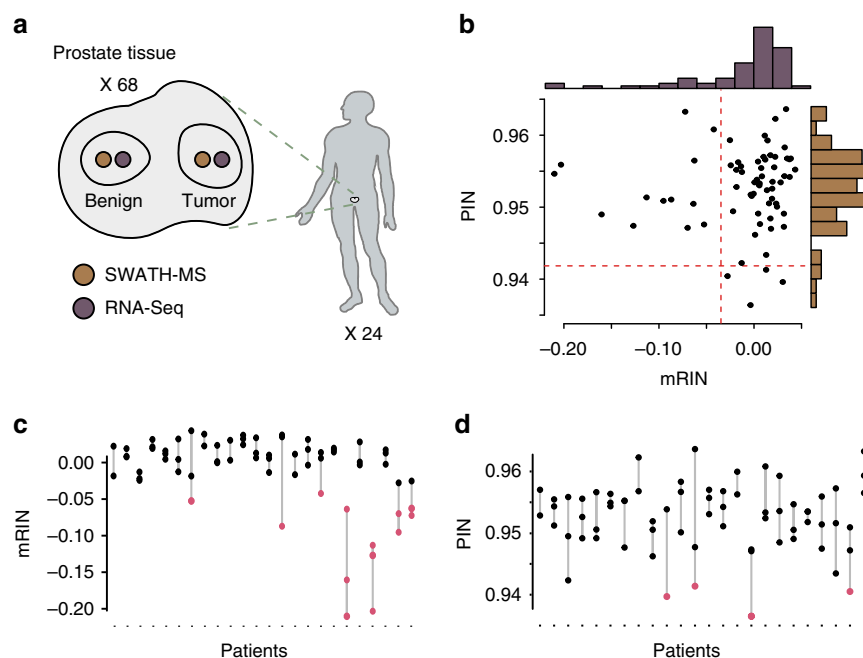 a
Prostate tissue
X 68
Benign
Tumor
SWATH-MS
RNA-Seq
X 24
b
PIN
0.96
0.95
0.94
−0.20
−0.10
0.00
mRIN
c
mRIN
0.00
−0.05
−0.10
−0.15
−0.20
Patients
d
PIN
0.96
0.95
0.94
Patients